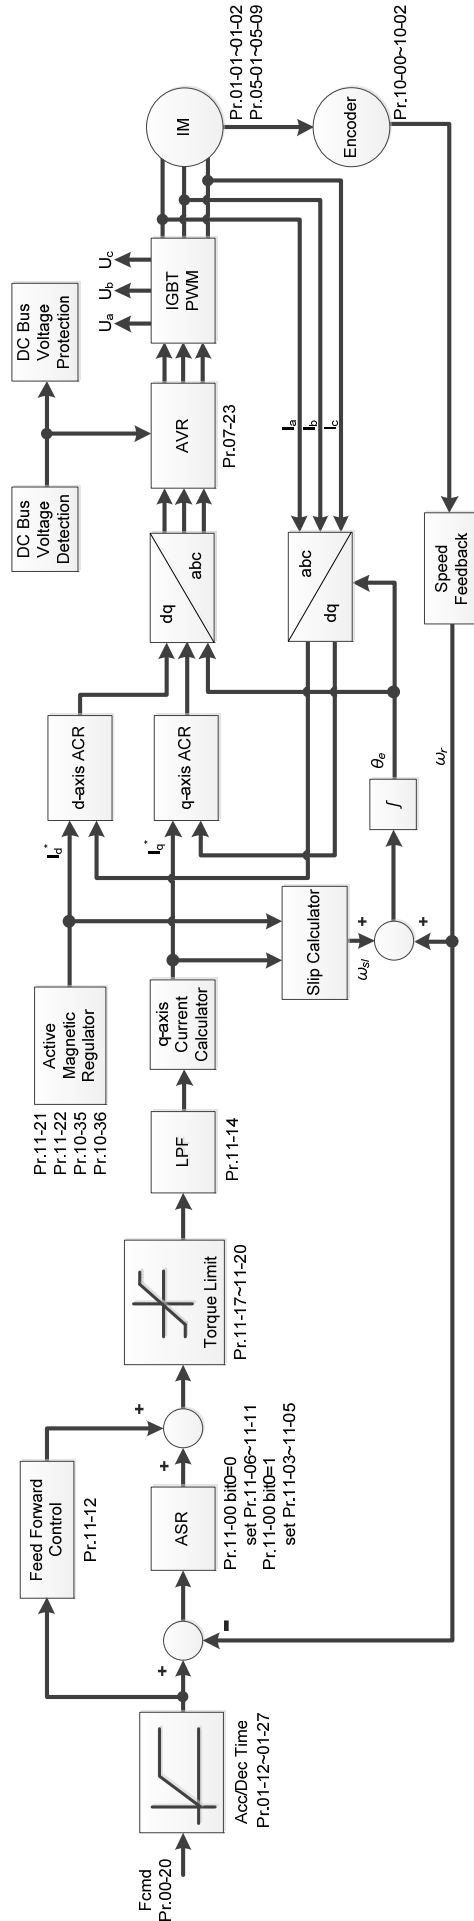 Fcmd
Pr.00-20
Acc/Dec Time
Pr.01-12~01-27
Feed Forward
Control
Pr.11-12
+
-
ASR
Pr.11-00 bit0=0
set Pr.11-06~11-11
Pr.11-00 bit0=1
set Pr.11-03~11-05
+
+
Torque Limit
Pr.11-17~11-20
LPF
Pr.11-14
Pr.11-21
Pr.11-22
Pr.10-35
Pr.10-36
Active
Magnetic
Regulator
q-axis
Current
Calculator
Slip Calculator
ωsl
+
+
∫
θe
Id*
Iq*
d-axis ACR
q-axis ACR
dq
abc
abc
dq
DC Bus
Voltage
Detection
DC Bus
Voltage
Protection
AVR
Pr.07-23
IGBT
PWM
Ua
Ub
Uc
Ia
Ib
Ic
IM
Pr.01-01~01-02
Pr.05-01~05-09
Encoder
Pr.10-00~10-02
Speed
Feedback
ωr